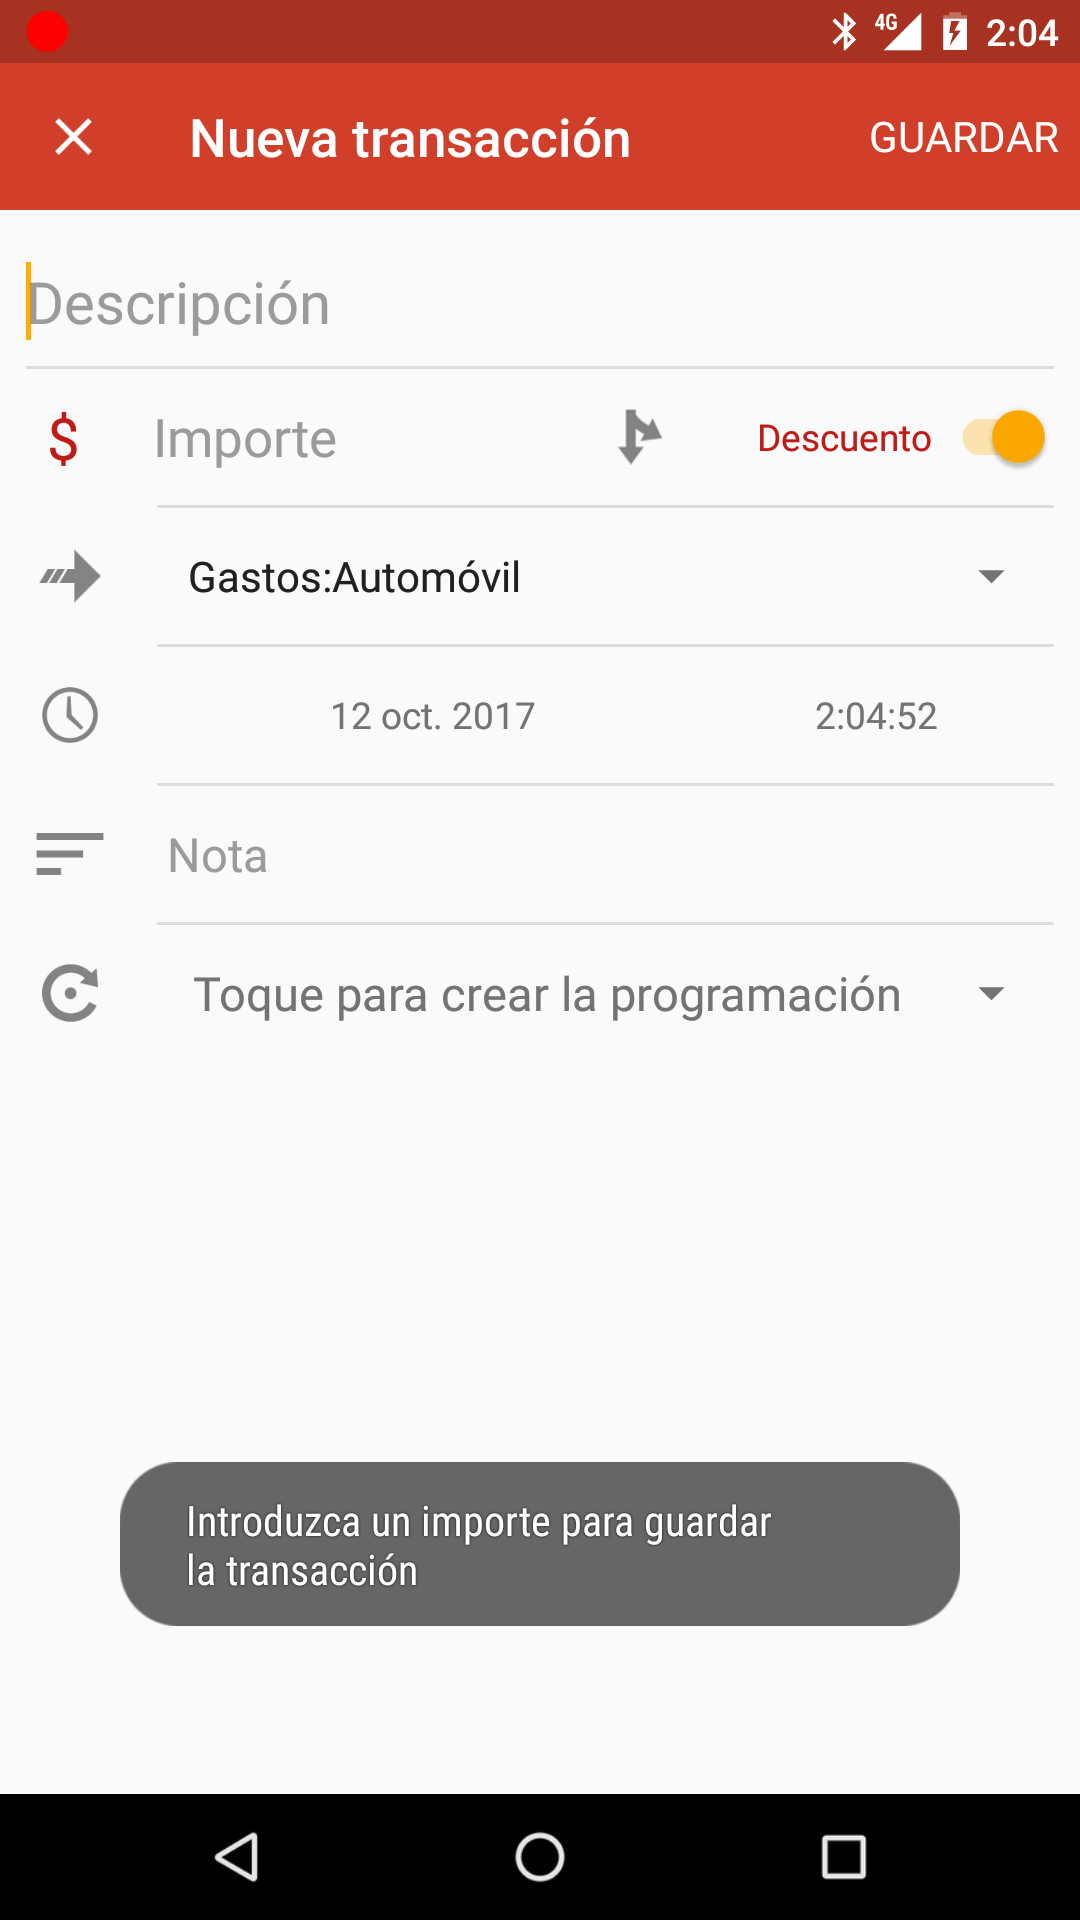 4G 2:04
Nueva transacción GUARDAR
Descripción
$ Importe Descuento
Gastos:Automóvil
12 oct. 2017 2:04:52
Nota
Toque para crear la programación
Introduzca un importe para guardar
la transacción